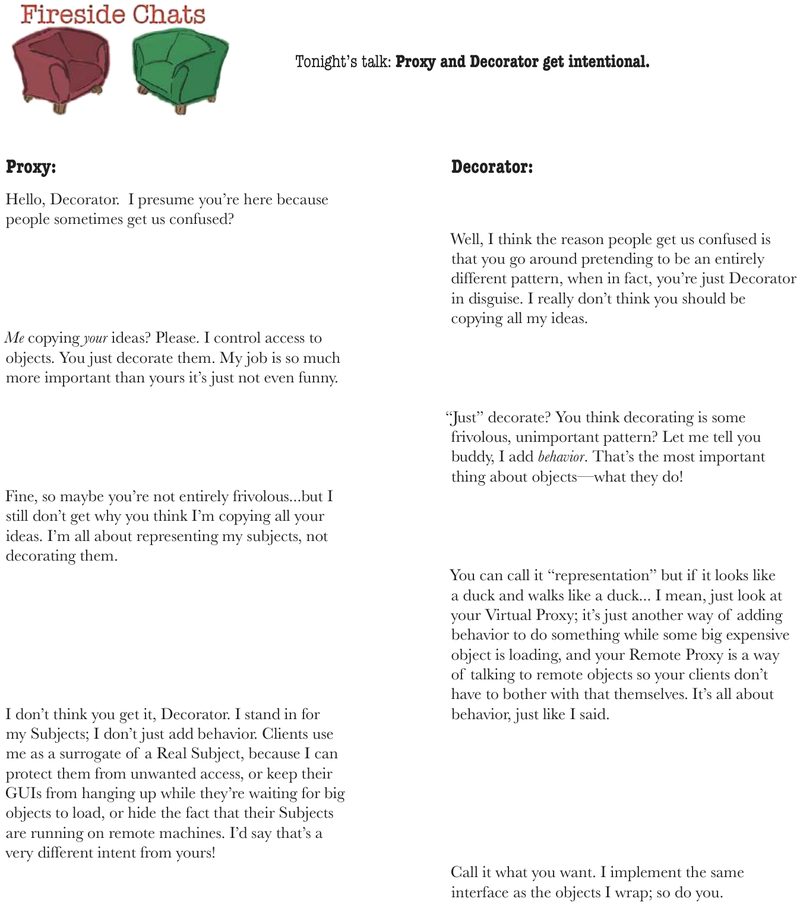 Fireside Chats
Tonight’s talk: Proxy and Decorator get intentional.
Proxy:
Decorator:
Hello, Decorator.  I presume you’re here because
people sometimes get us confused?
Well, I think the reason people get us confused is
that you go around pretending to be an entirely
different pattern, when in fact, you’re just Decorator
in disguise. I really don’t think you should be
copying all my ideas.
Me copying your ideas? Please. I control access to
objects. You just decorate them. My job is so much
more important than yours it’s just not even funny.
“Just” decorate? You think decorating is some
frivolous, unimportant pattern? Let me tell you
buddy, I add behavior. That’s the most important
thing about objects—what they do!
Fine, so maybe you’re not entirely frivolous...but I
still don’t get why you think I’m copying all your
ideas. I’m all about representing my subjects, not
decorating them.
You can call it “representation” but if it looks like
a duck and walks like a duck... I mean, just look at
your Virtual Proxy; it’s just another way of adding
behavior to do something while some big expensive
object is loading, and your Remote Proxy is a way
of talking to remote objects so your clients don’t
have to bother with that themselves. It’s all about
behavior, just like I said.
I don’t think you get it, Decorator. I stand in for
my Subjects; I don’t just add behavior. Clients use
me as a surrogate of a Real Subject, because I can
protect them from unwanted access, or keep their
GUIs from hanging up while they’re waiting for big
objects to load, or hide the fact that their Subjects
are running on remote machines. I’d say that’s a
very different intent from yours!
Call it what you want. I implement the same
interface as the objects I wrap; so do you.